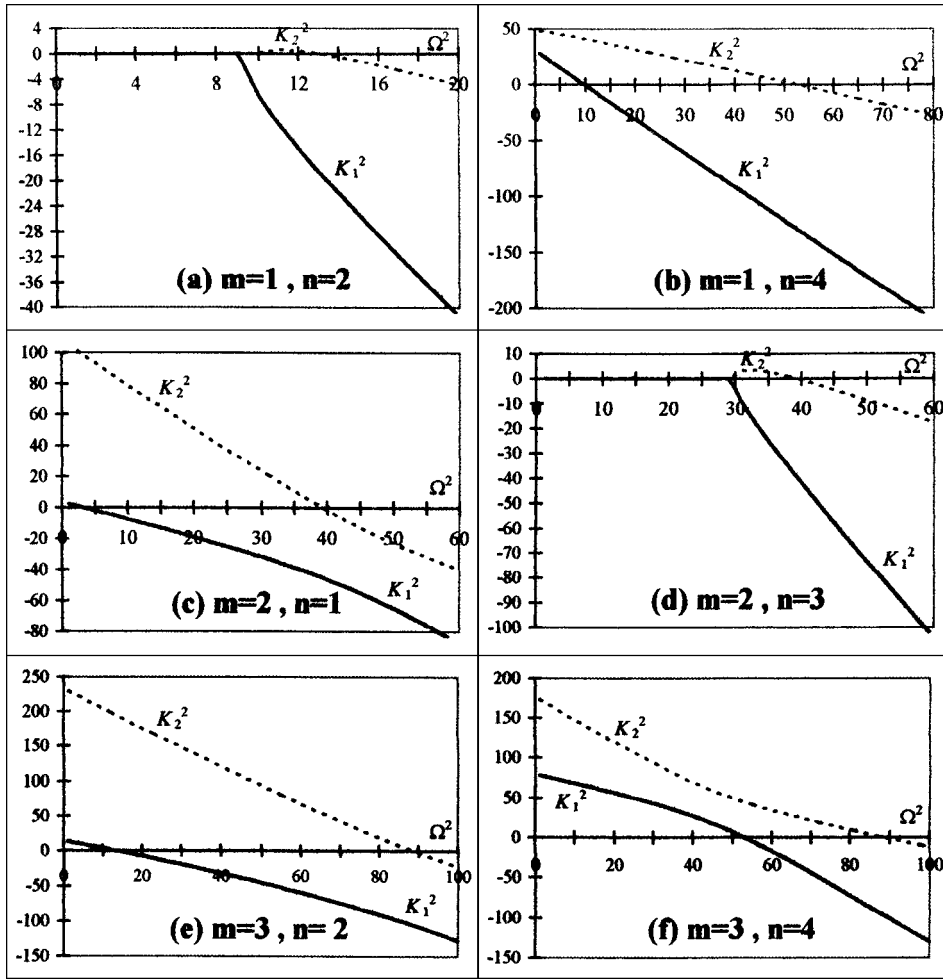 4
0
-4
-8
-12
-16
-20
-24
-28
-32
-36
-40
0 4 8 12 16 20
K₂²
Ω²
K₁²
(a) m=1 , n=2
50
0
-50
-100
-150
-200
0 10 20 30 40 50 60 70 80
K₂²
Ω²
K₁²
(b) m=1 , n=4
100
80
60
40
20
0
-20
-40
-60
-80
0 10 20 30 40 50 60
K₂²
Ω²
K₁²
(c) m=2 , n=1
10
0
-10
-20
-30
-40
-50
-60
-70
-80
-90
-100
0 10 20 30 40 50 60
K₂²
Ω²
K₁²
(d) m=2 , n=3
250
200
150
100
50
0
-50
-100
-150
0 20 40 60 80 100
K₂²
Ω²
K₁²
(e) m=3 , n= 2
200
150
100
50
0
-50
-100
-150
0 20 40 60 80 100
K₂²
K₁²
Ω²
(f) m=3 , n=4